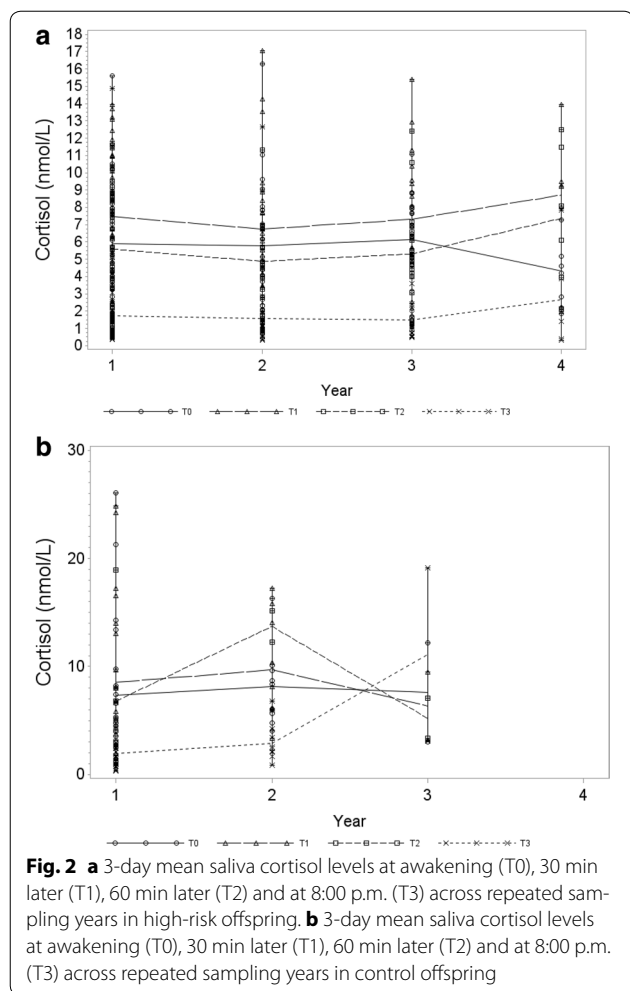 a
18
17
16
15
14
13
12
11
10
9
8
7
6
5
4
3
2
1
0
Cortisol (nmol/L)
1 2 3 4
Year
T0 T1 T2 T3
b
30
20
10
0
Cortisol (nmol/L)
1 2 3 4
Year
T0 T1 T2 T3
Fig. 2 a 3-day mean saliva cortisol levels at awakening (T0), 30 min
later (T1), 60 min later (T2) and at 8:00 p.m. (T3) across repeated sam-
pling years in high-risk offspring. b 3-day mean saliva cortisol levels
at awakening (T0), 30 min later (T1), 60 min later (T2) and at 8:00 p.m.
(T3) across repeated sampling years in control offspring